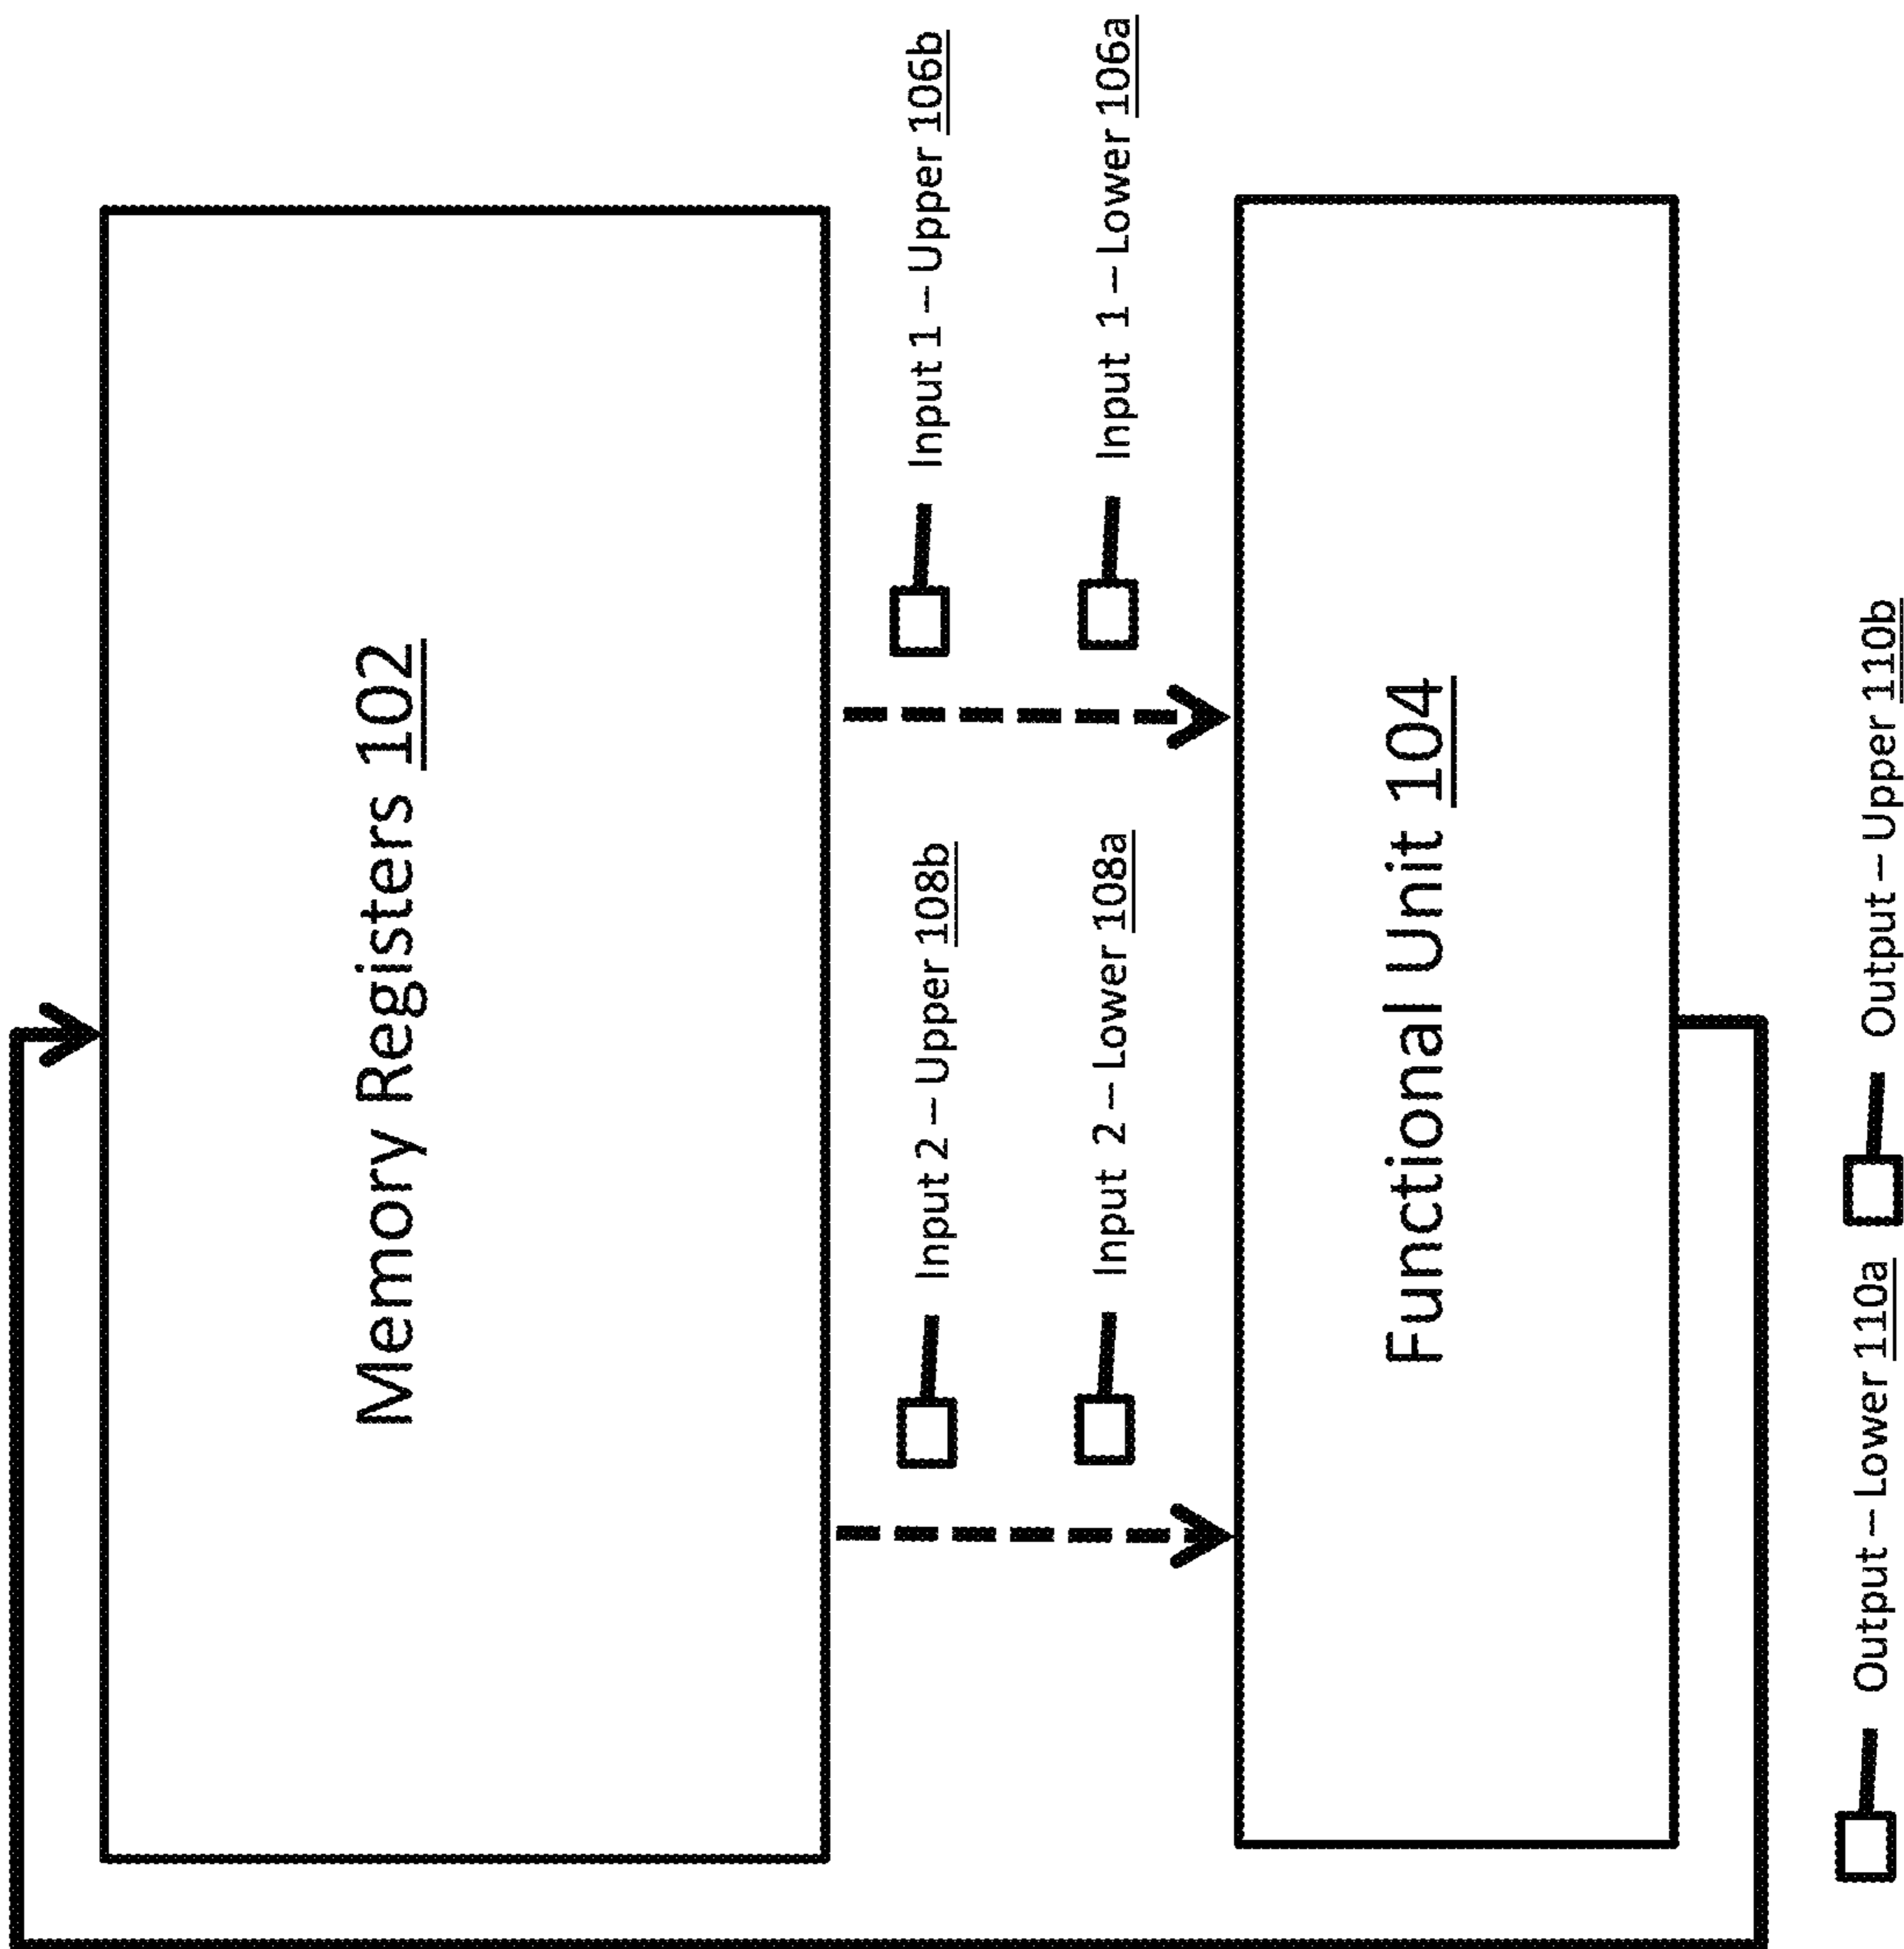 Memory Registers 102
Input 2 – Upper 108b
Input 1 – Upper 106b
Input 2 – Lower 108a
Input 1 – Lower 106a
Functional Unit 104
Output – Lower 110a
Output – Upper 110b